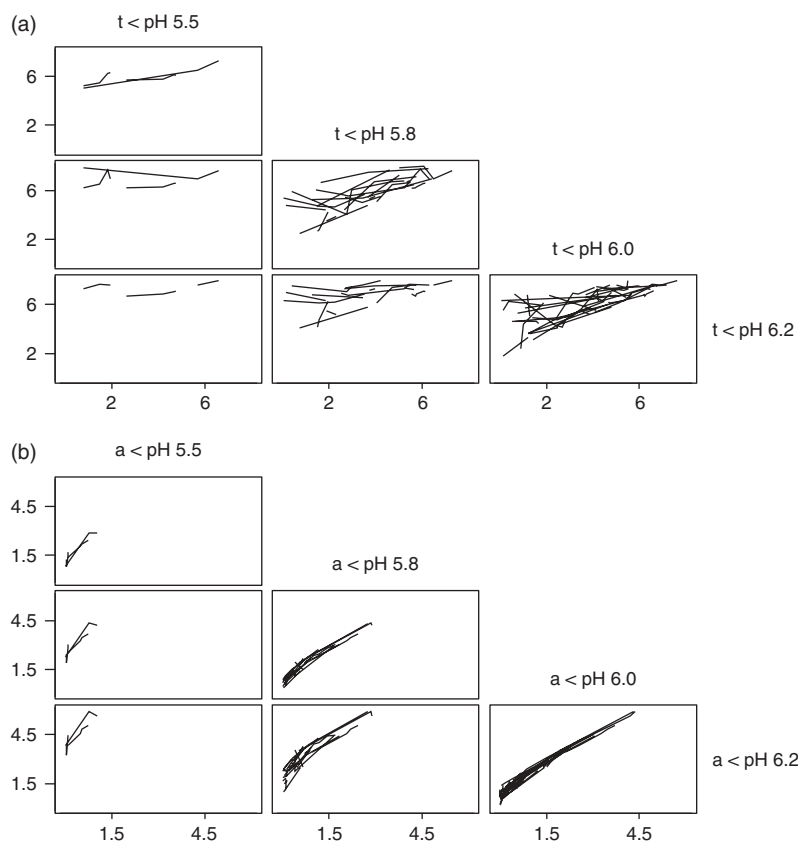 (a)
t < pH 5.5
6
2
t < pH 5.8
6
2
t < pH 6.0
6
2
t < pH 6.2
2 6 2 6 2 6
(b)
a < pH 5.5
4.5
1.5
a < pH 5.8
4.5
1.5
a < pH 6.0
4.5
1.5
a < pH 6.2
1.5 4.5 1.5 4.5 1.5 4.5